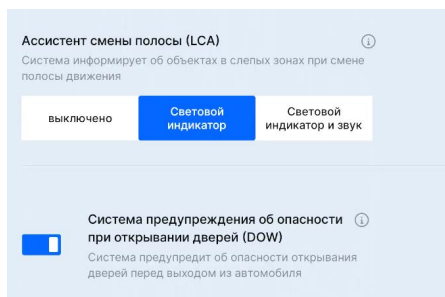 Ассистент смены полосы (LCA)
Система информирует об объектах в слепых зонах при смене
полосы движения
выключено
Световой
индикатор
Световой
индикатор и звук
Система предупреждения об опасности
при открывании дверей (DOW)
Система предупредит об опасности открывания
дверей перед выходом из автомобиля